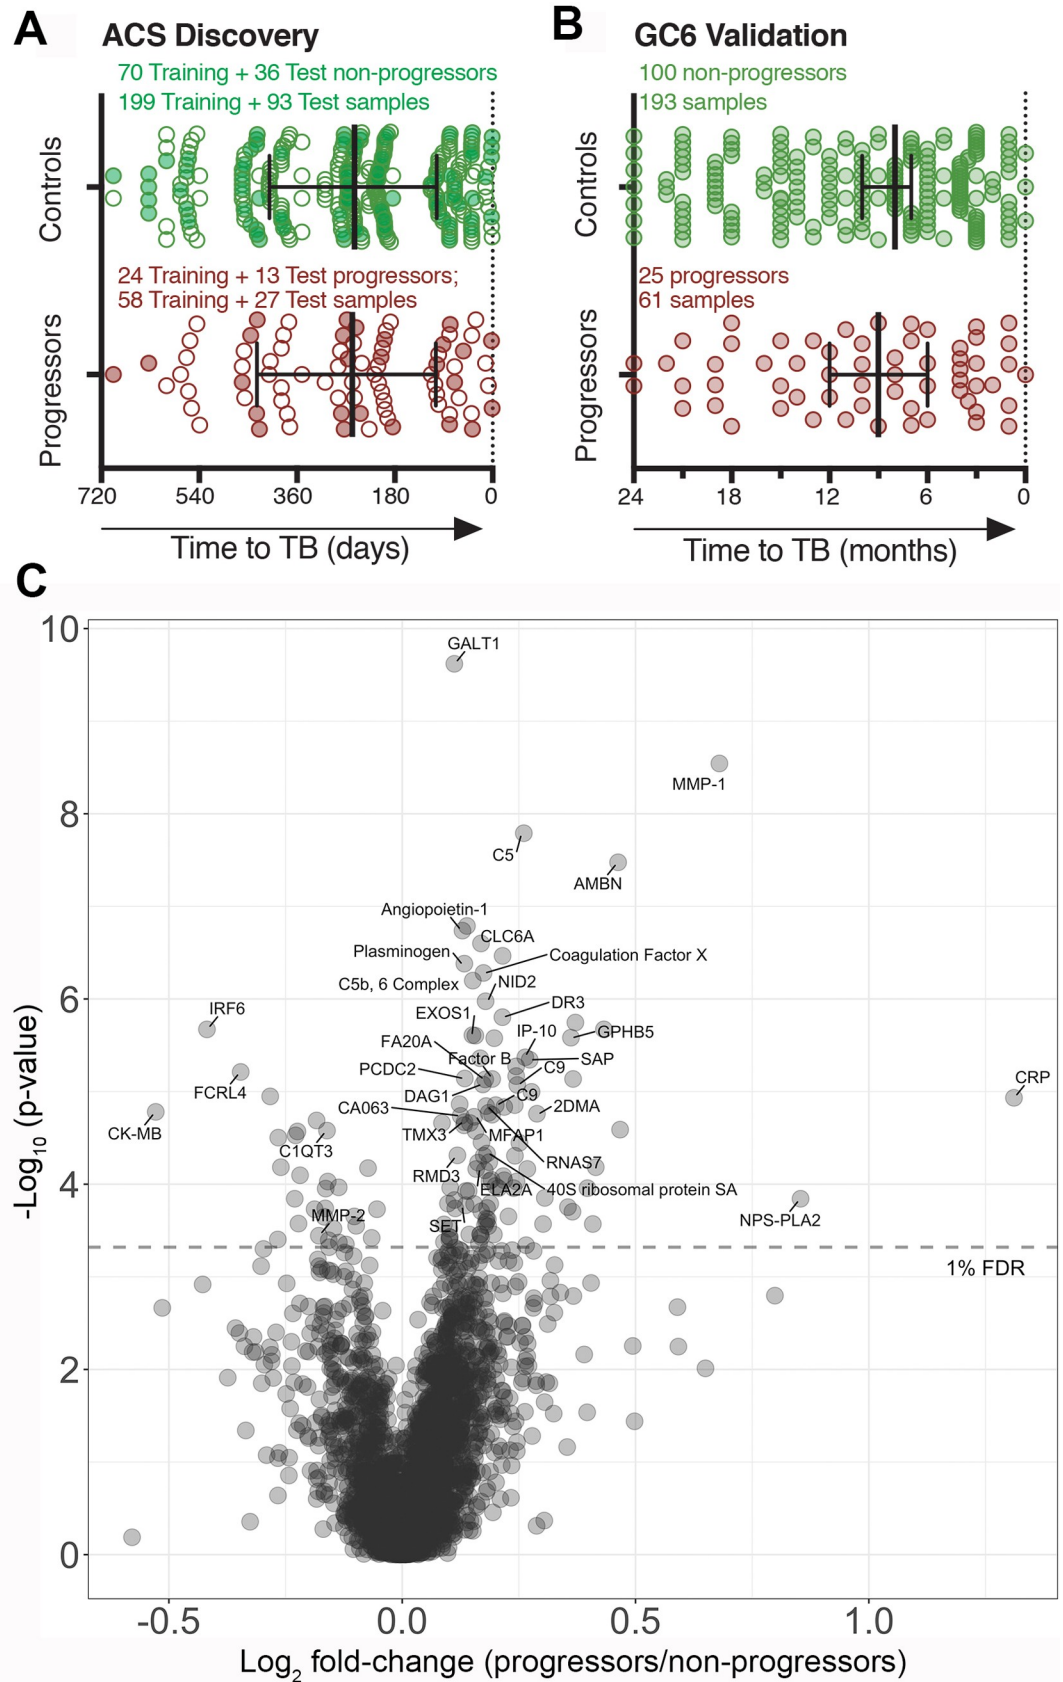 A
ACS Discovery
70 Training + 36 Test non-progressors
199 Training + 93 Test samples
Controls
24 Training + 13 Test progressors;
58 Training + 27 Test samples
Progressors
720 540 360 180 0
Time to TB (days)
B
GC6 Validation
100 non-progressors
193 samples
Controls
25 progressors
61 samples
Progressors
24 18 12 6 0
Time to TB (months)
C
-Log10 (p-value)
10
8
6
4
2
0
GALT1
MMP-1
C5
AMBN
Angiopoietin-1
CLC6A
Plasminogen
Coagulation Factor X
C5b, 6 Complex
NID2
IRF6
EXOS1
DR3
IP-10
GPHB5
FA20A
Factor B
SAP
PCDC2
C9
FCRL4
CRP
DAG1
C9
CA063
2DMA
CK-MB
TMX3
MFAP1
C1QT3
RNAS7
RMD3
ELA2A
40S ribosomal protein SA
MMP-2
SET
NPS-PLA2
1% FDR
-0.5 0.0 0.5 1.0
Log2 fold-change (progressors/non-progressors)